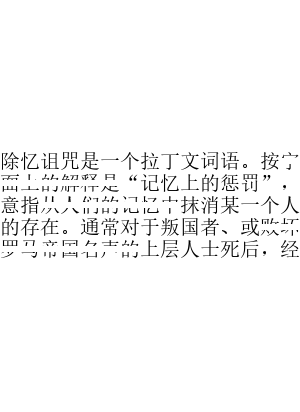 除忆诅咒是一个拉丁文词语。按字
面上的解释是“记忆上的惩罚”，
意指从人们的记忆中抹消某一个人
的存在。通常对于叛国者、或败坏
罗马帝国名声的上层人士死后，经